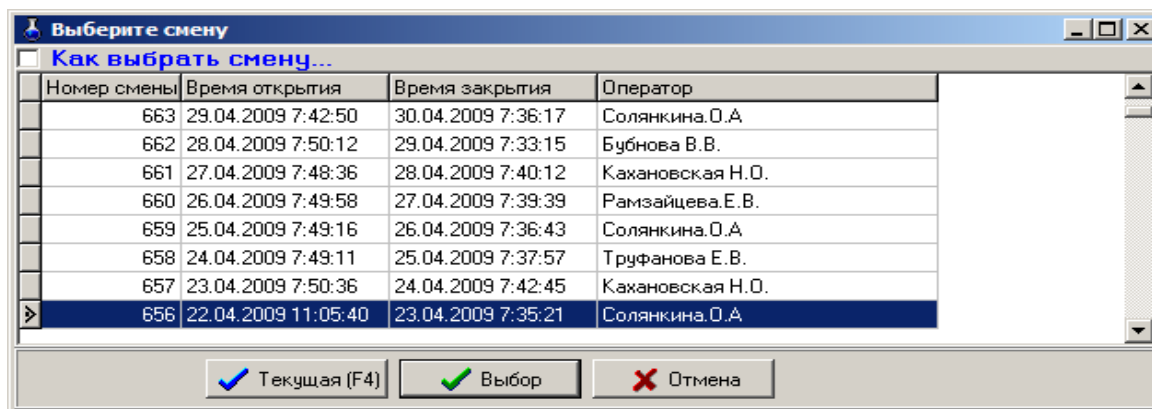 Выберите смену
Как выбрать смену...
Номер смены Время открытия Время закрытия Оператор
663 29.04.2009 7:42:50 30.04.2009 7:36:17 Солянкина.О.А
662 28.04.2009 7:50:12 29.04.2009 7:33:15 Бубнова В.В.
661 27.04.2009 7:48:36 28.04.2009 7:40:12 Кахановская Н.О.
660 26.04.2009 7:49:58 27.04.2009 7:39:39 Рамзайцева.Е.В.
659 25.04.2009 7:49:16 26.04.2009 7:36:43 Солянкина.О.А
658 24.04.2009 7:49:11 25.04.2009 7:37:57 Труфанова Е.В.
657 23.04.2009 7:50:36 24.04.2009 7:42:45 Кахановская Н.О.
656 22.04.2009 11:05:40 23.04.2009 7:35:21 Солянкина.О.А
Текущая (F4) Выбор Отмена